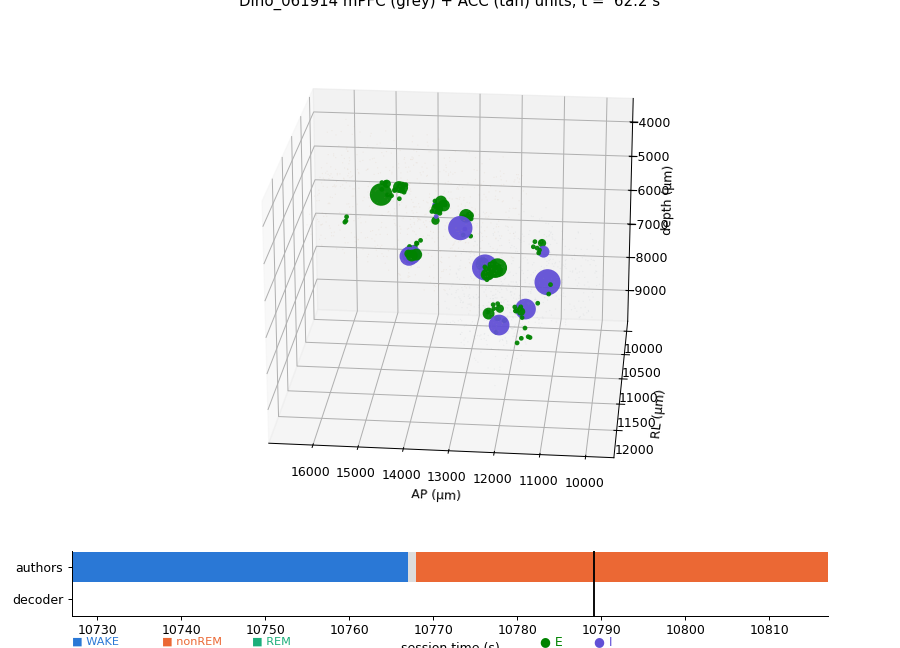 Dino_061914 mPFC (grey) + ACC (tan) units, t = 62.2 s
4000
5000
6000
7000
8000
9000
depth (µm)
10000
10500
11000
11500
12000
RL (µm)
16000 15000 14000 13000 12000 11000 10000
AP (µm)
authors
decoder
10730 10740 10750 10760 10770 10780 10790 10800 10810
session time (s)
WAKE nonREM REM E I